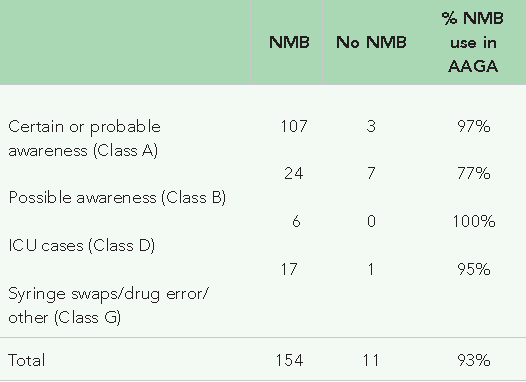 % NMB
NMB No NMB use in
AAGA
Certain or probable 107 3 97%
awareness (Class A)
24 7 77%
Possible awareness (Class B)
6 0 100%
ICU cases (Class D)
17 1 95%
Syringe swaps/drug error/
other (Class G)
Total 154 11 93%